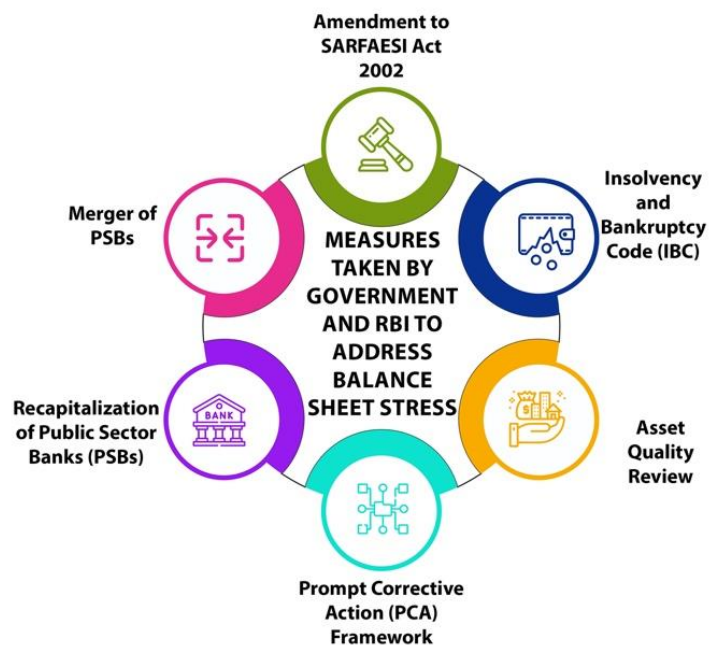 Amendment to
SARFAESI Act
2002
Insolvency
and
Bankruptcy
Code (IBC)
Asset
Quality
Review
Prompt Corrective
Action (PCA)
Framework
Recapitalization
of Public Sector
Banks (PSBs)
BANK
Merger of
PSBs
MEASURES
TAKEN BY
GOVERNMENT
AND RBI TO
ADDRESS
BALANCE
SHEET STRESS
$